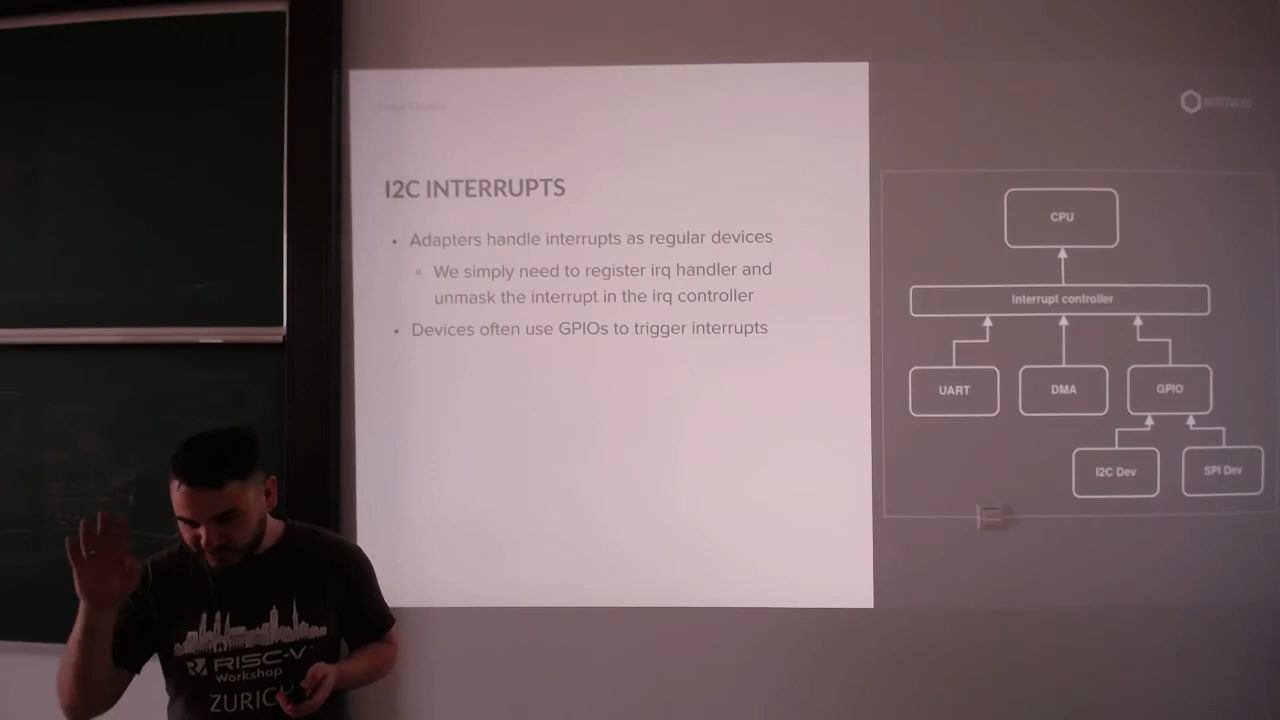 I2C INTERRUPTS
• Adapters handle interrupts as regular devices
▫ We simply need to register irq handler and
unmask the interrupt in the irq controller
• Devices often use GPIOs to trigger interrupts
CPU
Interrupt controller
UART
DMA
GPIO
I2C Dev
SPI Dev
RISC-V
Workshop